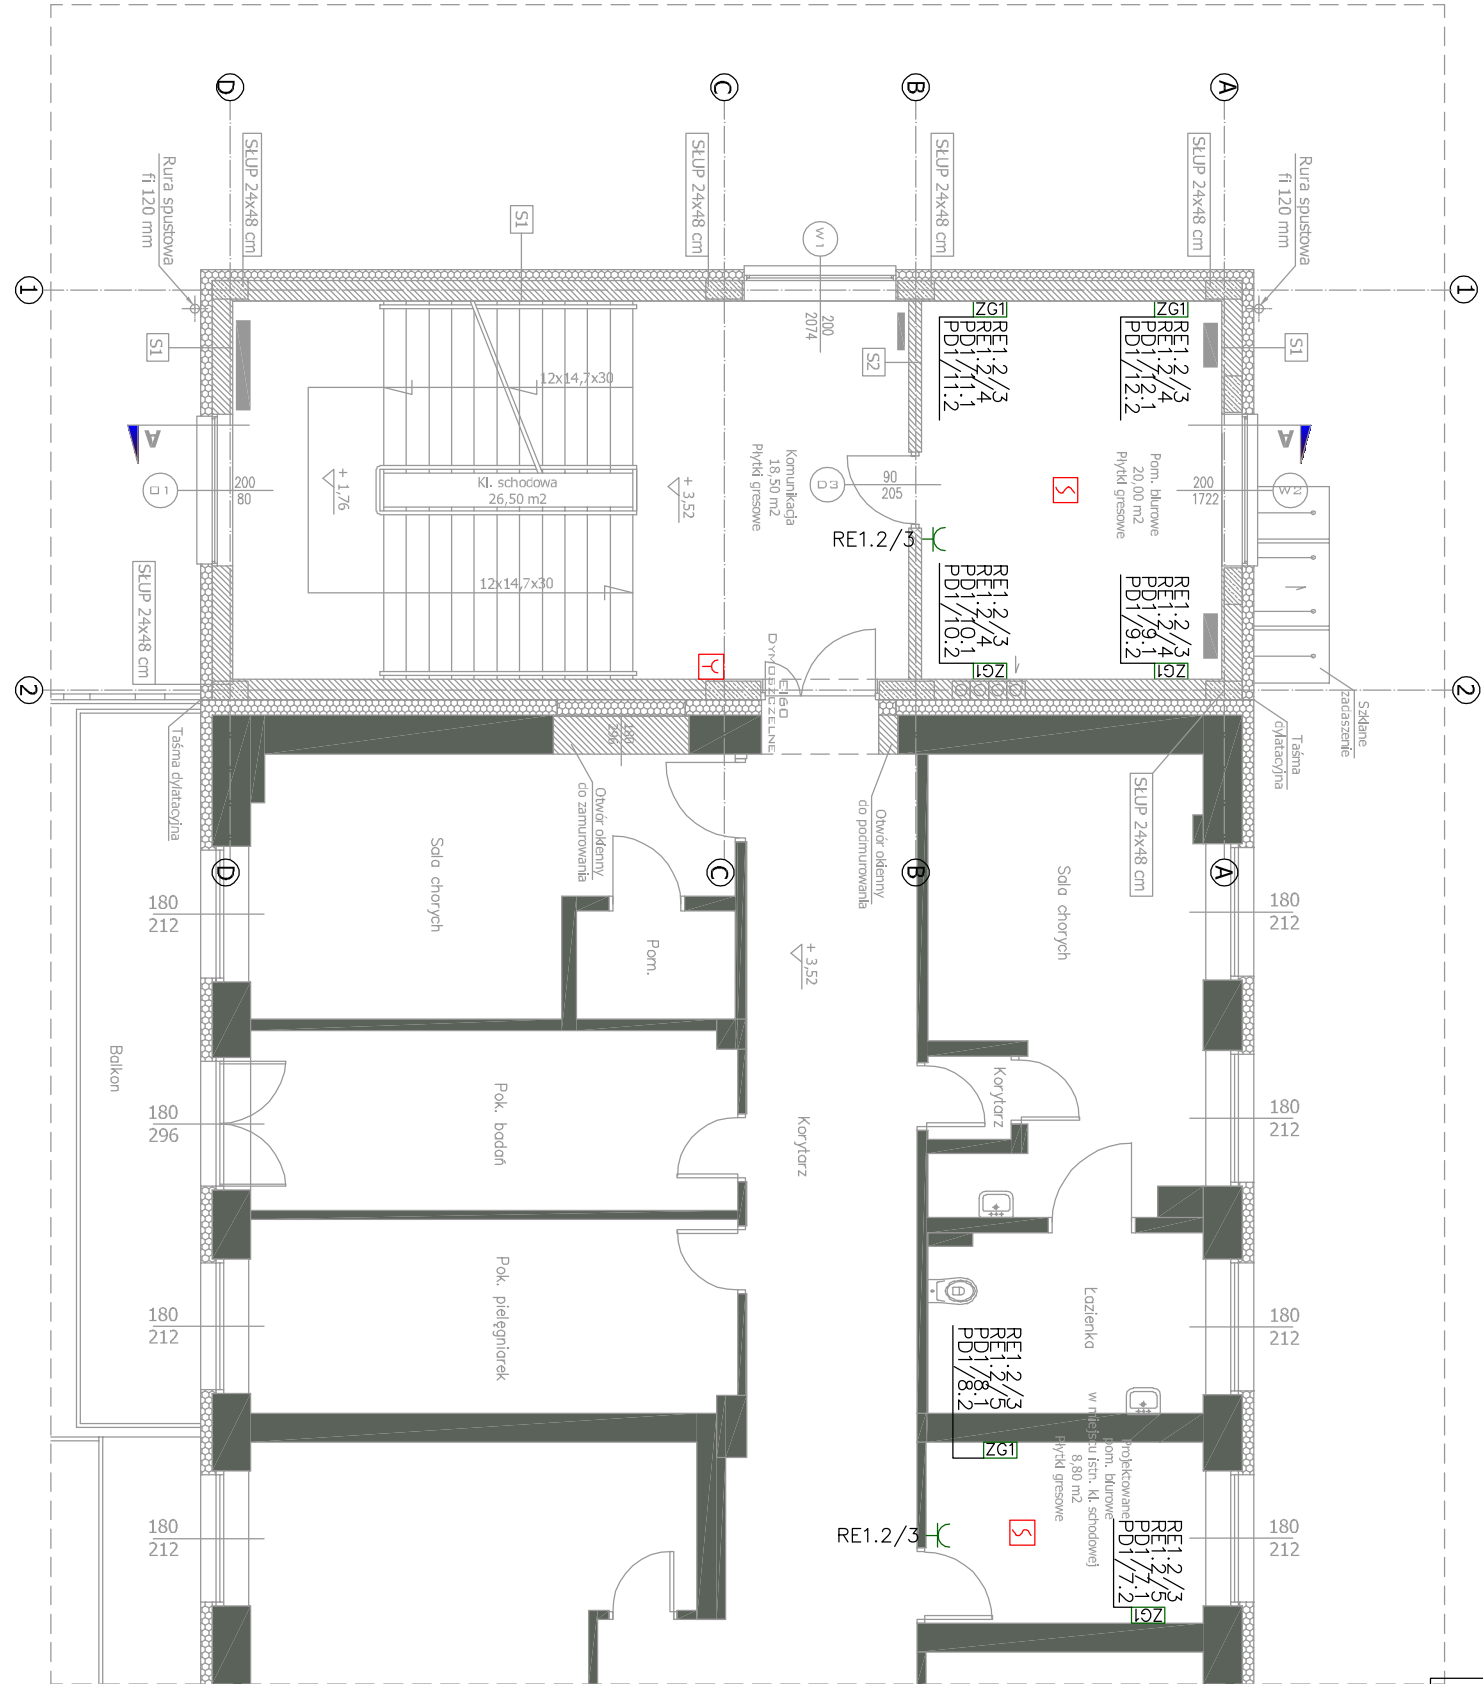 D
C
B
A
SŁUP 24x48 cm
SŁUP 24x48 cm
SŁUP 24x48 cm
SŁUP 24x48 cm
Rura spustowa
fi 120 mm
Rura spustowa
fi 120 mm
S1
W1
1
1
200
2074
ZG1
RE1.2/3
RE1.2/4
PD1/11.1
PD1/11.2
ZG1
RE1.2/3
RE1.2/4
PD1/12.1
PD1/12.2
S1
S2
S1
12x14,7x30
A
A
Kl. schodowa
26,50 m2
+ 1,76
+ 3,52
Komunikacja
18,50 m2
Płytki gresowe
D3
90
205
Pom. biurowe
20,00 m2
Płytki gresowe
S
200
1722
W2
D1
200
80
RE1.2/3
12x14,7x30
RE1.2/3
RE1.2/4
PD1/10.1
PD1/10.2
ZG1
RE1.2/3
RE1.2/4
PD1/9.1
PD1/9.2
ZG1
SŁUP 24x48 cm
Y
EI60
DYMOSZCZELNE
2
2
Szklane
zadaszenie
Taśma dylatacyjna
180
296
Taśma
dylatacyjna
SŁUP 24x48 cm
Otwór okienny
do zamurowania
Otwór okienny
do podmurowania
D
C
B
A
Sala chorych
Sala chorych
180
212
180
212
Pom.
+ 3,52
Balkon
Korytarz
180
296
Pok. badań
Korytarz
180
212
Pok. pielęgniarek
Łazienka
180
212
180
212
RE1.2/3
RE1.2/5
PD1/8.1
PD1/8.2
ZG1
Projektowane
pom. biurowe
w miejscu istn. kl. schodowej
8,80 m2
Płytki gresowe
180
212
RE1.2/3
S
RE1.2/3
RE1.2/5
PD1/7.1
PD1/7.2
ZG1
180
212